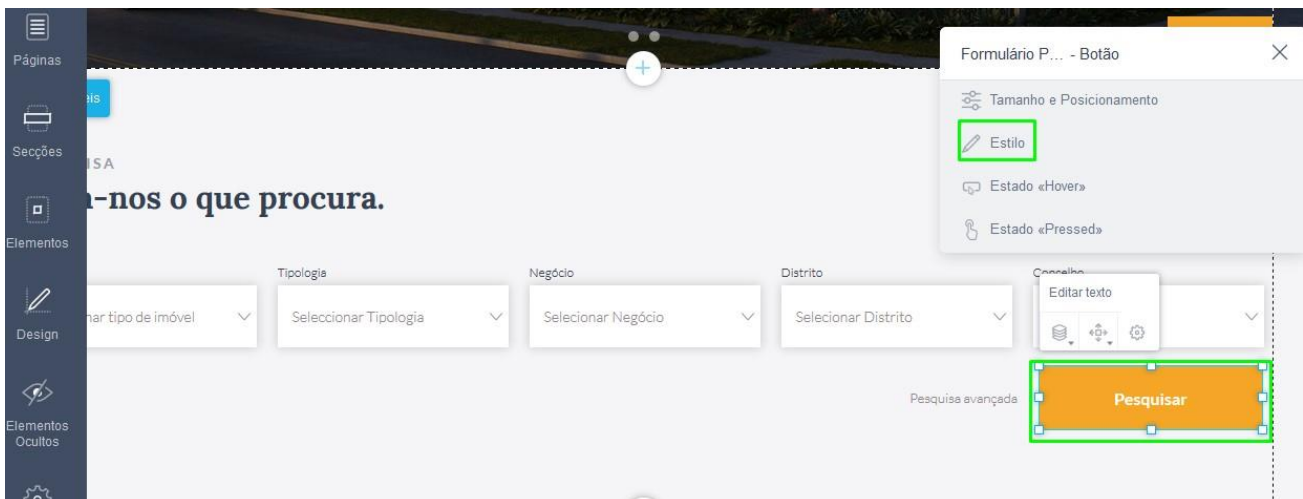 Páginas
Secções
Elementos
Design
Elementos
Ocultos
eis
ISA
-nos o que procura.
Formulário P... - Botão
Tamanho e Posicionamento
Estilo
Estado «Hover»
Estado «Pressed»
Tipologia
Negócio
Distrito
Concelho
nar tipo de imóvel
Seleccionar Tipologia
Selecionar Negócio
Selecionar Distrito
Editar texto
Pesquisa avançada
Pesquisar